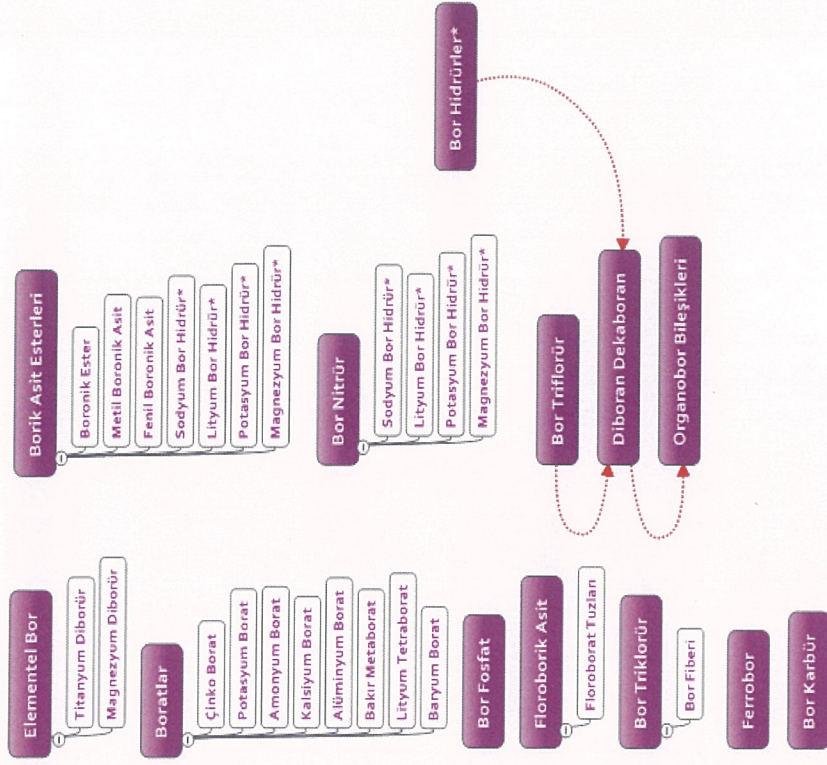 Elementel Bor
Titanyum Diborür
Magnezyum Diborür
Boratlar
Çinko Borat
Potasyum Borat
Amonyum Borat
Kalsiyum Borat
Alüminyum Borat
Bakır Metaborat
Lityum Tetraborat
Baryum Borat
Bor Fosfat
Floroborik Asit
Floroborat Tuzları
Bor Triklorür
Bor Fiberi
Ferrobor
Bor Karbür
Borik Asit Esterleri
Boronik Ester
Metil Boronik Asit
Fenil Boronik Asit
Sodyum Bor Hidrür*
Lityum Bor Hidrür*
Potasyum Bor Hidrür*
Magnezyum Bor Hidrür*
Bor Nitrür
Sodyum Bor Hidrür*
Lityum Bor Hidrür*
Potasyum Bor Hidrür*
Magnezyum Bor Hidrür*
Bor Triflorür
Diboran Dekaboran
Organobor Bileşikleri
Bor Hidrürler*